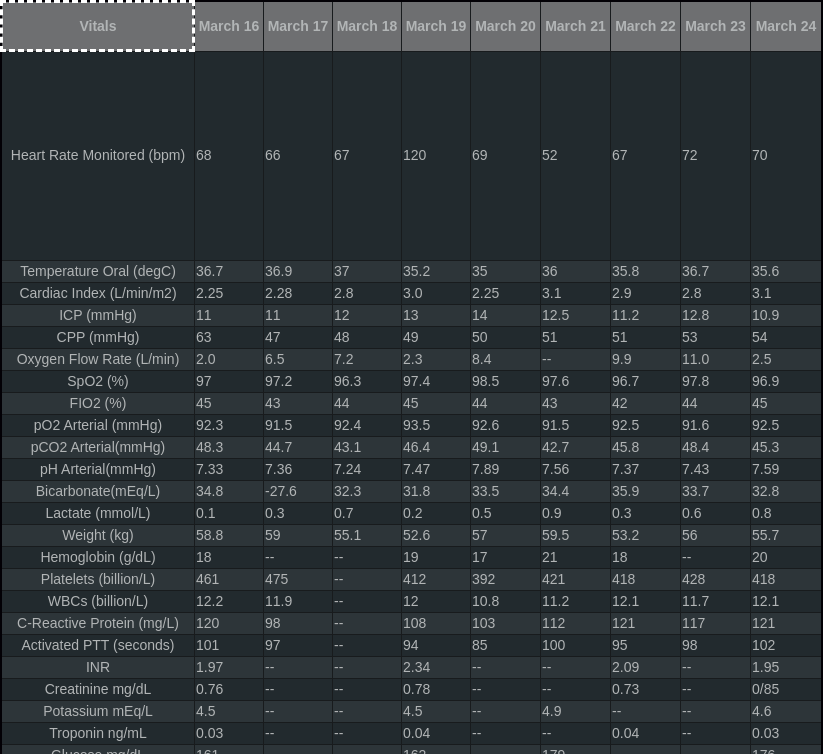 Vitals March 16 March 17 March 18 March 19 March 20 March 21 March 22 March 23 March 24
Heart Rate Monitored (bpm) 68 66 67 120 69 52 67 72 70
Temperature Oral (degC) 36.7 36.9 37 35.2 35 36 35.8 36.7 35.6
Cardiac Index (L/min/m2) 2.25 2.28 2.8 3.0 2.25 3.1 2.9 2.8 3.1
ICP (mmHg) 11 11 12 13 14 12.5 11.2 12.8 10.9
CPP (mmHg) 63 47 48 49 50 51 51 53 54
Oxygen Flow Rate (L/min) 2.0 6.5 7.2 2.3 8.4 -- 9.9 11.0 2.5
SpO2 (%) 97 97.2 96.3 97.4 98.5 97.6 96.7 97.8 96.9
FIO2 (%) 45 43 44 45 44 43 42 44 45
pO2 Arterial (mmHg) 92.3 91.5 92.4 93.5 92.6 91.5 92.5 91.6 92.5
pCO2 Arterial(mmHg) 48.3 44.7 43.1 46.4 49.1 42.7 45.8 48.4 45.3
pH Arterial(mmHg) 7.33 7.36 7.24 7.47 7.89 7.56 7.37 7.43 7.59
Bicarbonate(mEq/L) 34.8 -27.6 32.3 31.8 33.5 34.4 35.9 33.7 32.8
Lactate (mmol/L) 0.1 0.3 0.7 0.2 0.5 0.9 0.3 0.6 0.8
Weight (kg) 58.8 59 55.1 52.6 57 59.5 53.2 56 55.7
Hemoglobin (g/dL) 18 -- -- 19 17 21 18 -- 20
Platelets (billion/L) 461 475 -- 412 392 421 418 428 418
WBCs (billion/L) 12.2 11.9 -- 12 10.8 11.2 12.1 11.7 12.1
C-Reactive Protein (mg/L) 120 98 -- 108 103 112 121 117 121
Activated PTT (seconds) 101 97 -- 94 85 100 95 98 102
INR 1.97 -- -- 2.34 -- -- 2.09 -- 1.95
Creatinine mg/dL 0.76 -- -- 0.78 -- -- 0.73 -- 0/85
Potassium mEq/L 4.5 -- -- 4.5 -- 4.9 -- -- 4.6
Troponin ng/mL 0.03 -- -- 0.04 -- -- 0.04 -- 0.03